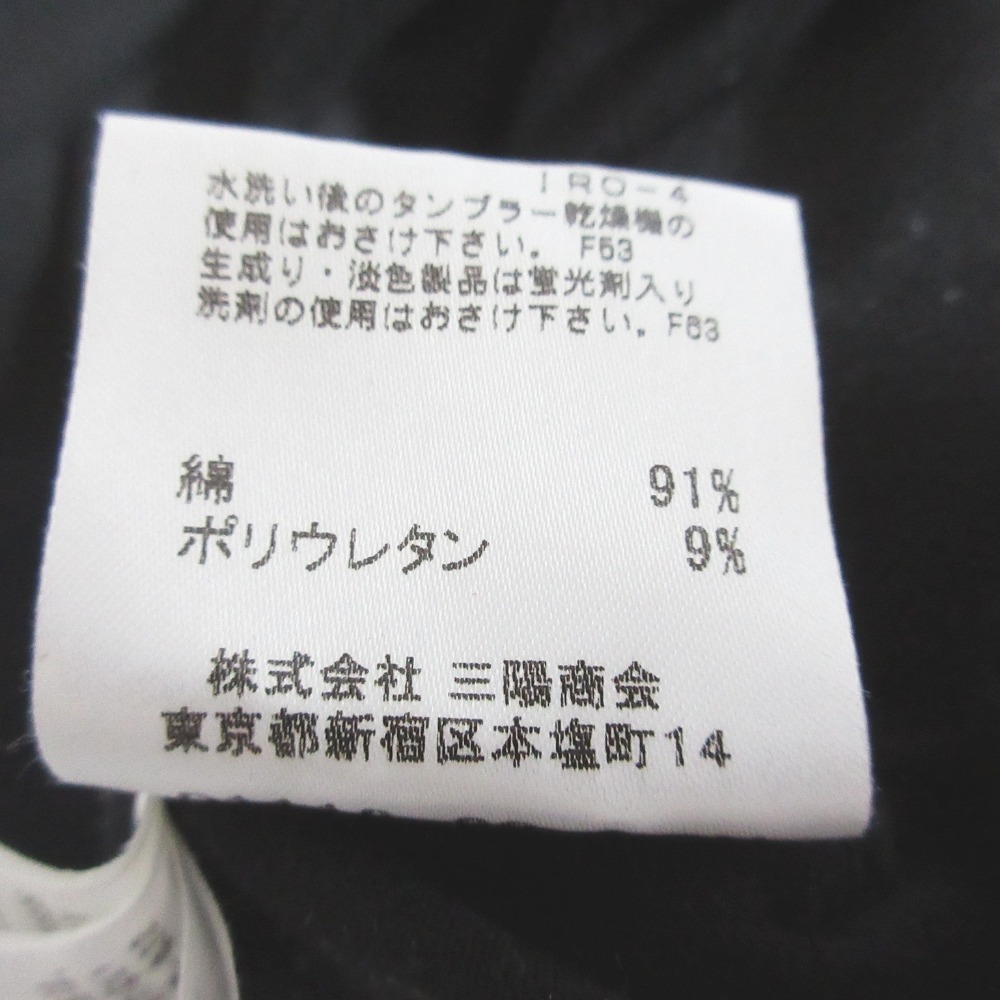 IRO-4
水洗い後のタンブラー乾燥機の
使用はおさけ下さい。 F53
生成り・淡色製品は蛍光剤入り
洗剤の使用はおさけ下さい。F63
綿 91%
ポリウレタン 9%
株式会社 三陽商会
東京都新宿区本塩町14